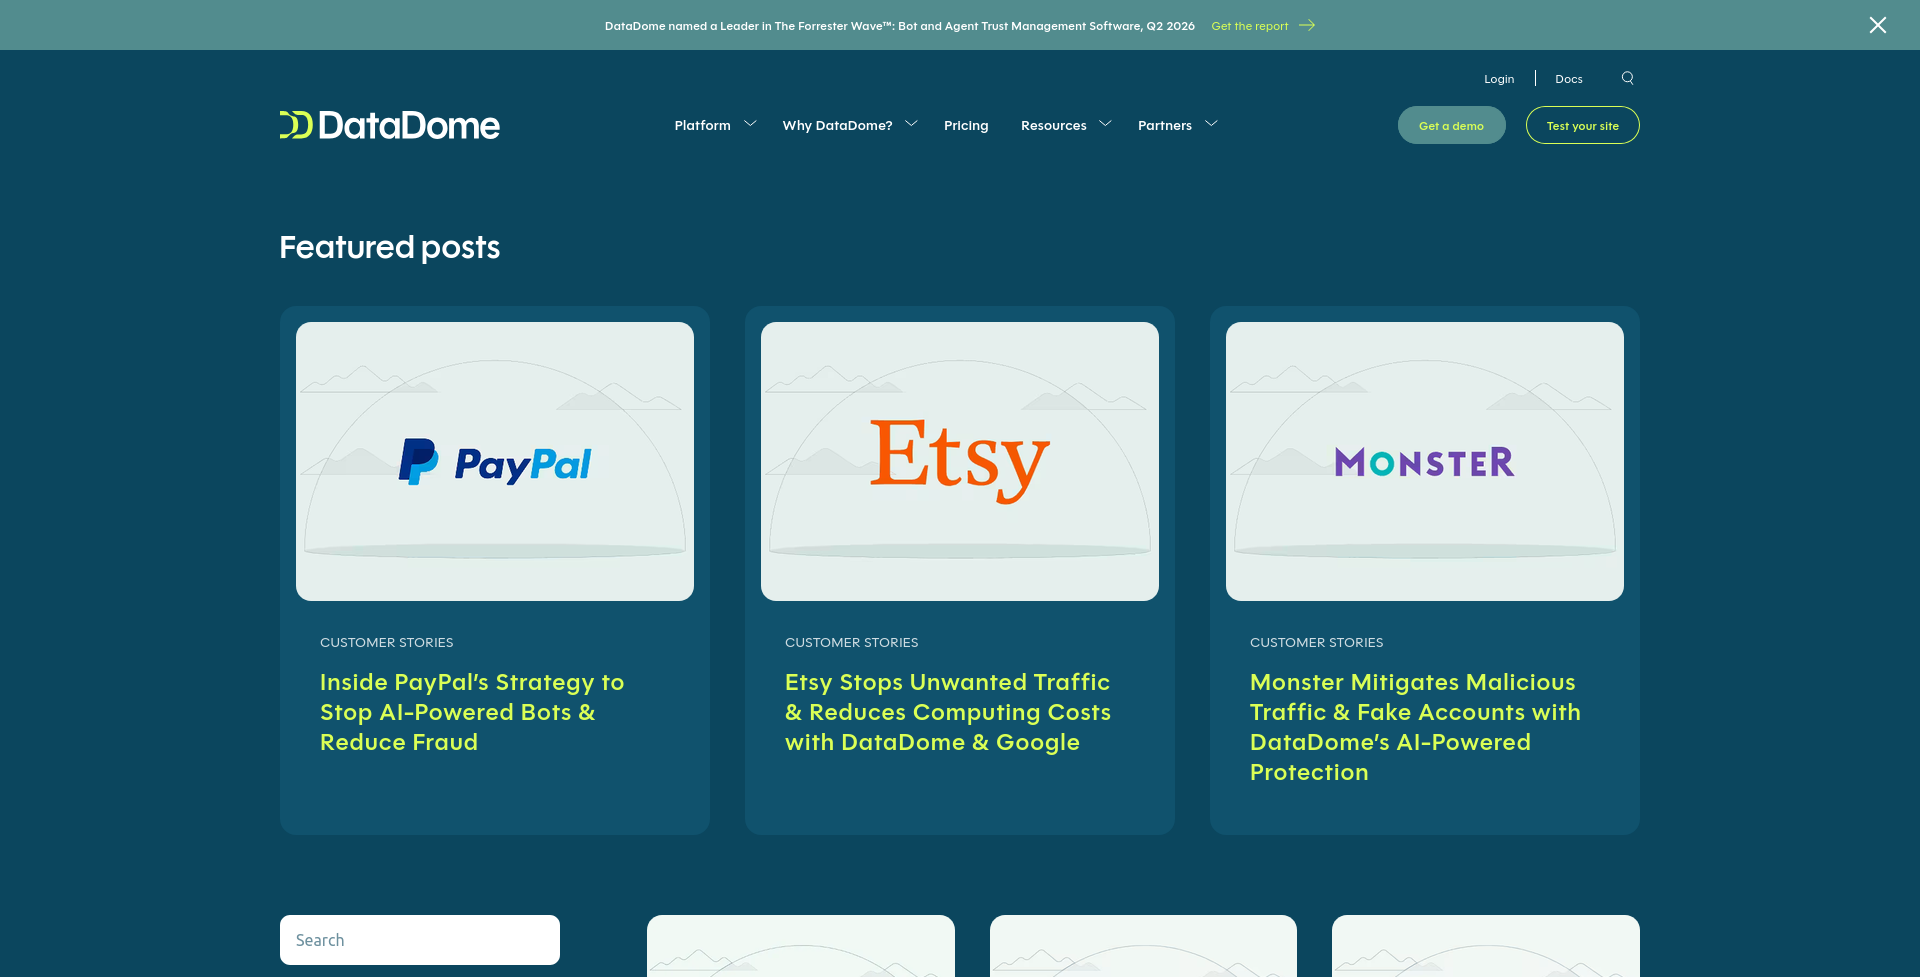 DataDome named a Leader in The Forrester Wave™: Bot and Agent Trust Management Software, Q2 2026 Get the report
Login Docs
DataDome Platform Why DataDome? Pricing Resources Partners Get a demo Test your site
Featured posts
PayPal
Etsy
MONSTER
CUSTOMER STORIES
Inside PayPal's Strategy to
Stop AI-Powered Bots &
Reduce Fraud
CUSTOMER STORIES
Etsy Stops Unwanted Traffic
& Reduces Computing Costs
with DataDome & Google
CUSTOMER STORIES
Monster Mitigates Malicious
Traffic & Fake Accounts with
DataDome's AI-Powered
Protection
Search